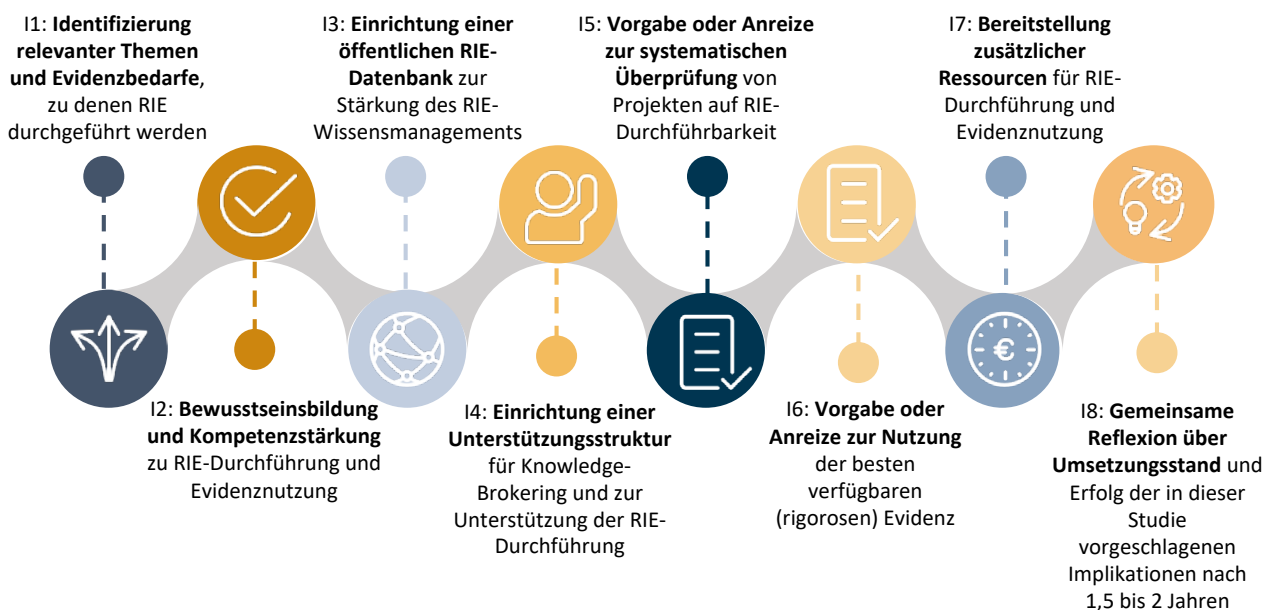 I1: Identifizierung
relevanter Themen
und Evidenzbedarfe,
zu denen RIE
durchgeführt werden
I3: Einrichtung einer
öffentlichen RIE-
Datenbank zur
Stärkung des RIE-
Wissensmanagements
I5: Vorgabe oder Anreize
zur systematischen
Überprüfung von
Projekten auf RIE-
Durchführbarkeit
I7: Bereitstellung
zusätzlicher
Ressourcen für RIE-
Durchführung und
Evidenznutzung
€
I2: Bewusstseinsbildung
und Kompetenzstärkung
zu RIE-Durchführung und
Evidenznutzung
I4: Einrichtung einer
Unterstützungsstruktur
für Knowledge-
Brokering und zur
Unterstützung der RIE-
Durchführung
I6: Vorgabe oder
Anreize zur Nutzung
der besten
verfügbaren
(rigorosen) Evidenz
I8: Gemeinsame
Reflexion über
Umsetzungsstand und
Erfolg der in dieser
Studie
vorgeschlagenen
Implikationen nach
1,5 bis 2 Jahren